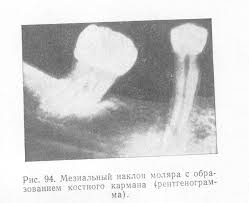 Рис. 94. Мезиальный наклон моляра с обра-
зованием костного кармана (рентгенограм-
ма).